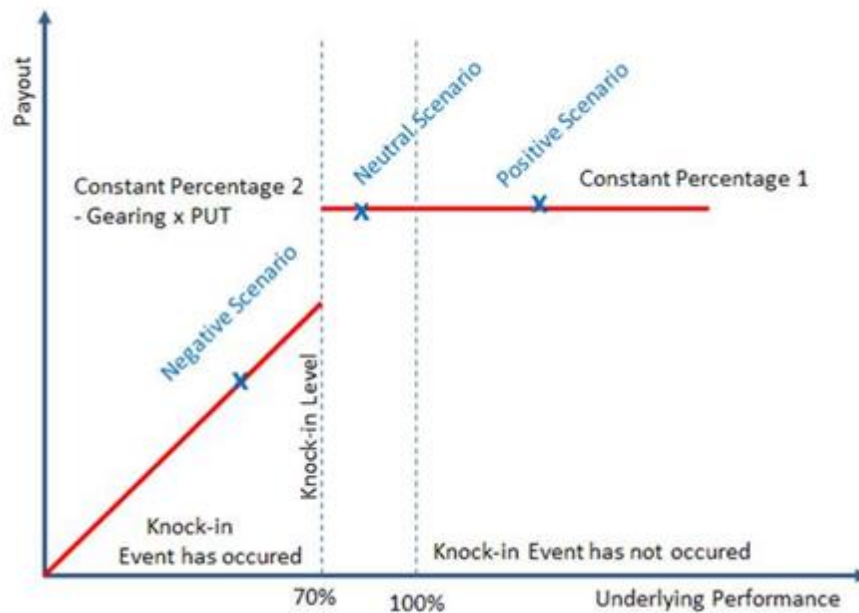 Payout
Neutral Scenario
Positive Scenario
Constant Percentage 2
- Gearing x PUT
Constant Percentage 1
Negative Scenario
X
X
X
Knock-in Level
Knock-in
Event has occured
Knock-in Event has not occured
70%
100%
Underlying Performance